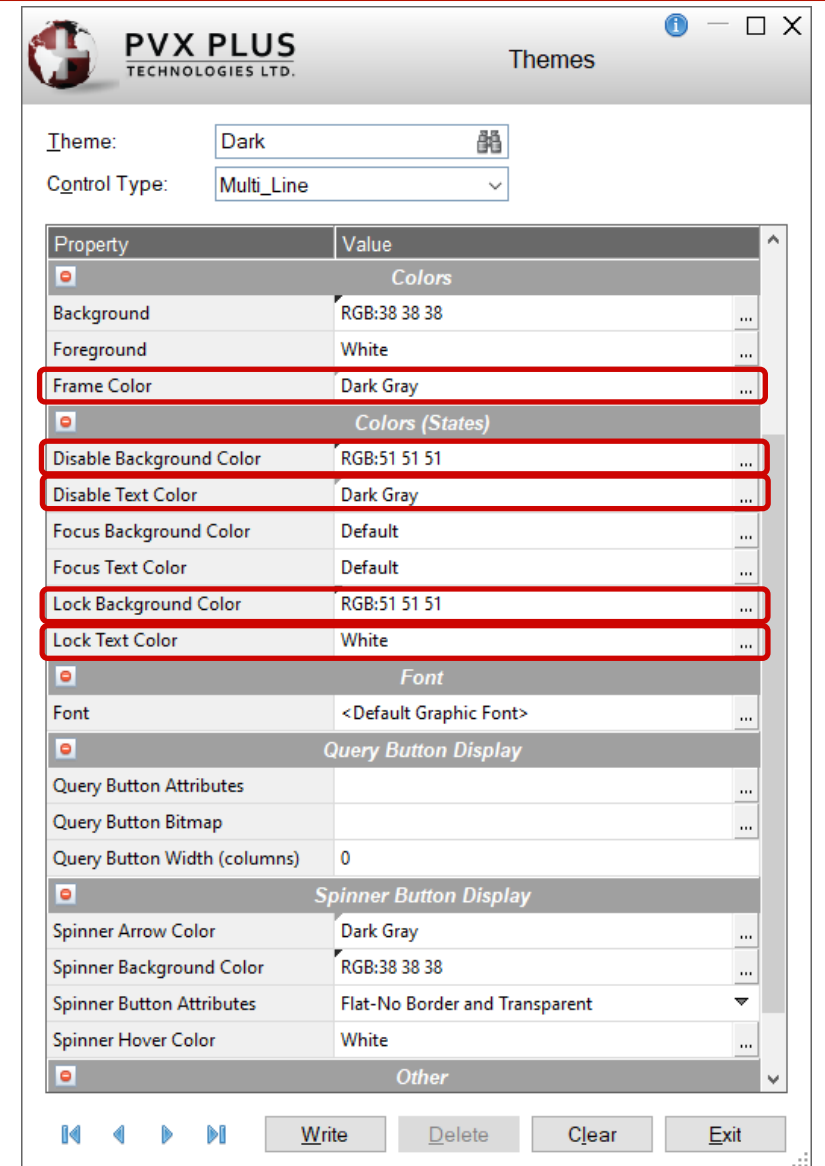 PVX PLUS
TECHNOLOGIES LTD.
Themes
Theme: Dark
Control Type: Multi_Line
Property Value
Colors
Background RGB:38 38 38 ...
Foreground White ...
Frame Color Dark Gray ...
Colors (States)
Disable Background Color RGB:51 51 51 ...
Disable Text Color Dark Gray ...
Focus Background Color Default ...
Focus Text Color Default ...
Lock Background Color RGB:51 51 51 ...
Lock Text Color White ...
Font
Font <Default Graphic Font> ...
Query Button Display
Query Button Attributes ...
Query Button Bitmap ...
Query Button Width (columns) 0
Spinner Button Display
Spinner Arrow Color Dark Gray ...
Spinner Background Color RGB:38 38 38 ...
Spinner Button Attributes Flat-No Border and Transparent
Spinner Hover Color White ...
Other
Write Delete Clear Exit